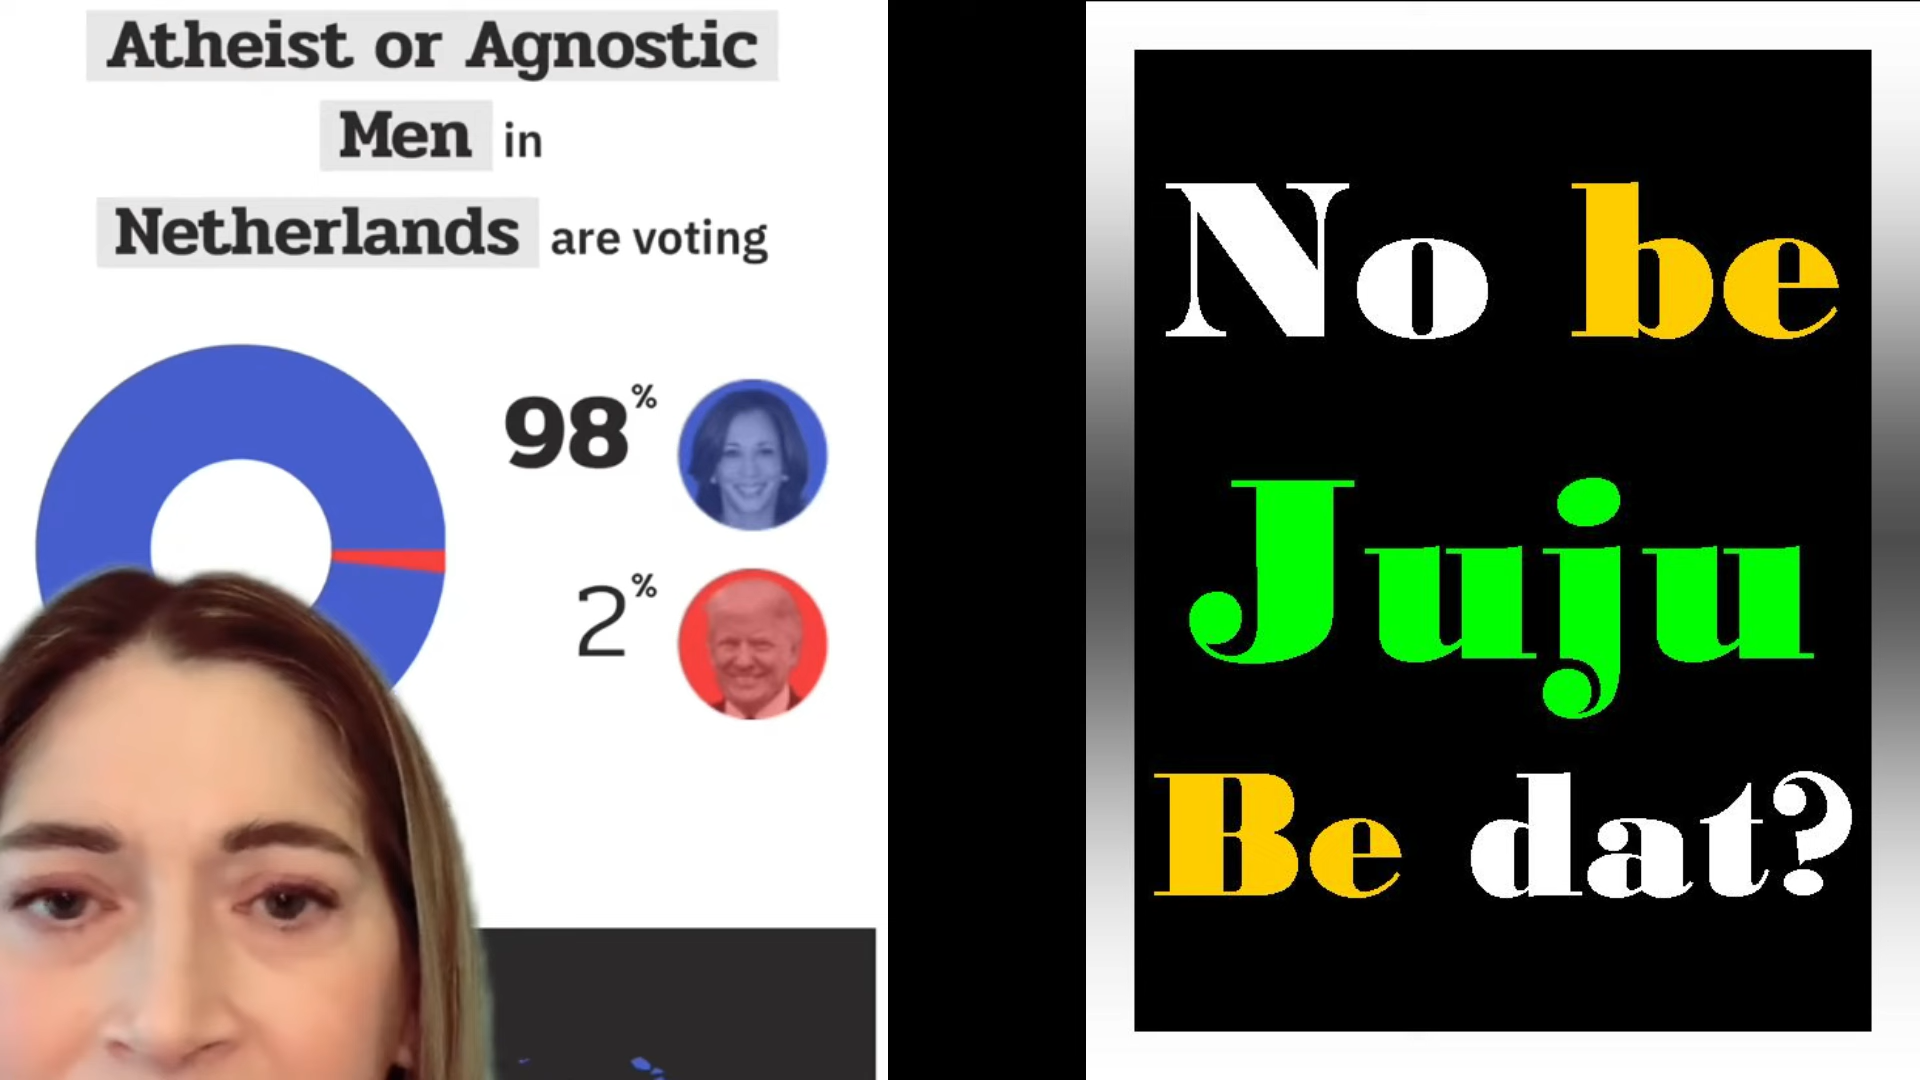 Atheist or Agnostic
Men in
Netherlands are voting
98%
2%
No be
Juju
Be dat?